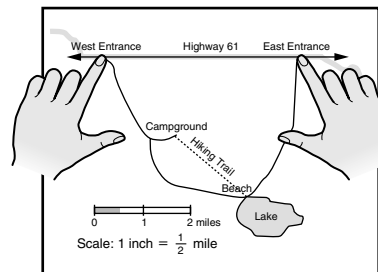 West Entrance Highway 61 East Entrance
Campground
Hiking Trail
Beach
Lake
0 1 2 miles
Scale: 1 inch = 1/2 mile